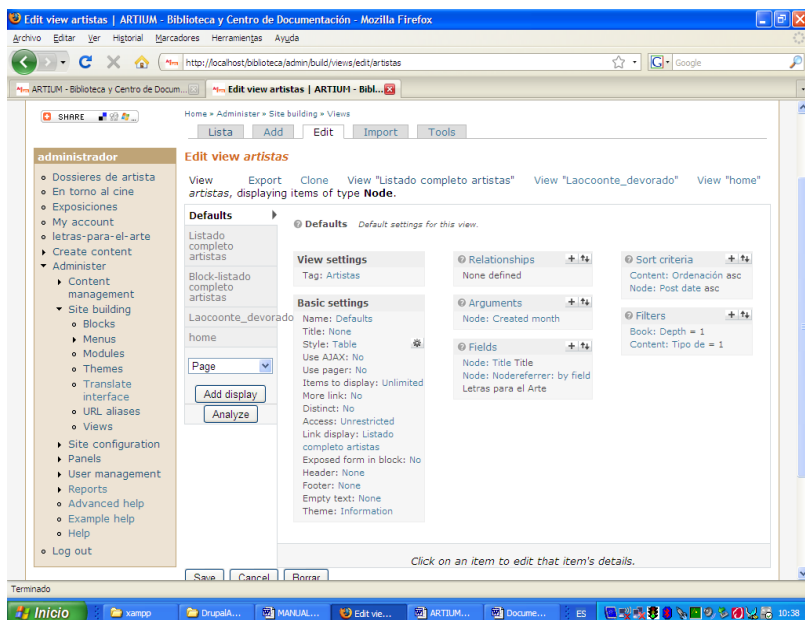 Edit view artistas | ARTIUM - Biblioteca y Centro de Documentación - Mozilla Firefox
Archivo Editar Ver Historial Marcadores Herramientas Ayuda
http://localhost/biblioteca/admin/build/views/edit/artistas
Google
ARTIUM - Biblioteca y Centro de Docum...
Edit view artistas | ARTIUM - Bibl...
SHARE
Home » Administer » Site building » Views
Lista Add Edit Import Tools
administrador
Dossieres de artista
En torno al cine
Exposiciones
My account
letras-para-el-arte
Create content
Administer
Content
management
Site building
Blocks
Menus
Modules
Themes
Translate
interface
URL aliases
Views
Site configuration
Panels
User management
Reports
Advanced help
Example help
Help
Log out
Edit view artistas
View Export Clone View "Listado completo artistas" View "Laocoonte_devorado" View "home"
artistas, displaying items of type Node.
Defaults
Listado
completo
artistas
Block-listado
completo
artistas
Laocoonte_devorado
home
Page
Add display
Analyze
Defaults Default settings for this view.
View settings
Tag: Artistas
Basic settings
Name: Defaults
Title: None
Style: Table
Use AJAX: No
Use pager: No
Items to display: Unlimited
More link: No
Distinct: No
Access: Unrestricted
Link display: Listado
completo artistas
Exposed form in block: No
Header: None
Footer: None
Empty text: None
Theme: Information
Relationships
None defined
Arguments
Node: Created month
Fields
Node: Title Title
Node: Nodereferrer: by field
Letras para el Arte
Sort criteria
Content: Ordenación asc
Node: Post date asc
Filters
Book: Depth = 1
Content: Tipo de = 1
Click on an item to edit that item's details.
Save Cancel Borrar
Terminado
Inicio xampp DrupalA... MANUAL... Edit vie... ARTIUM... Docume... ES 10:38